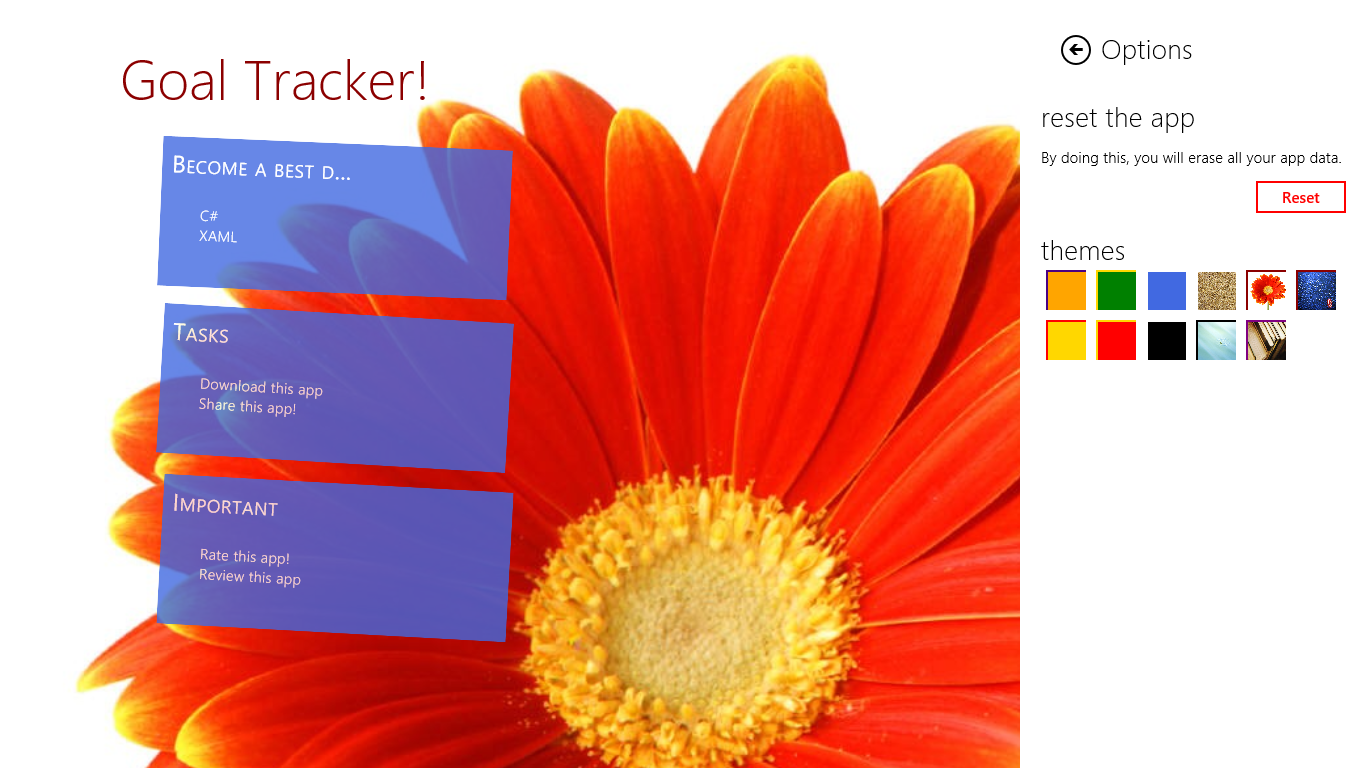 Goal Tracker!
Become a best d...
C#
XAML
Tasks
Download this app
Share this app!
Important
Rate this app!
Review this app
Options
reset the app
By doing this, you will erase all your app data.
Reset
themes